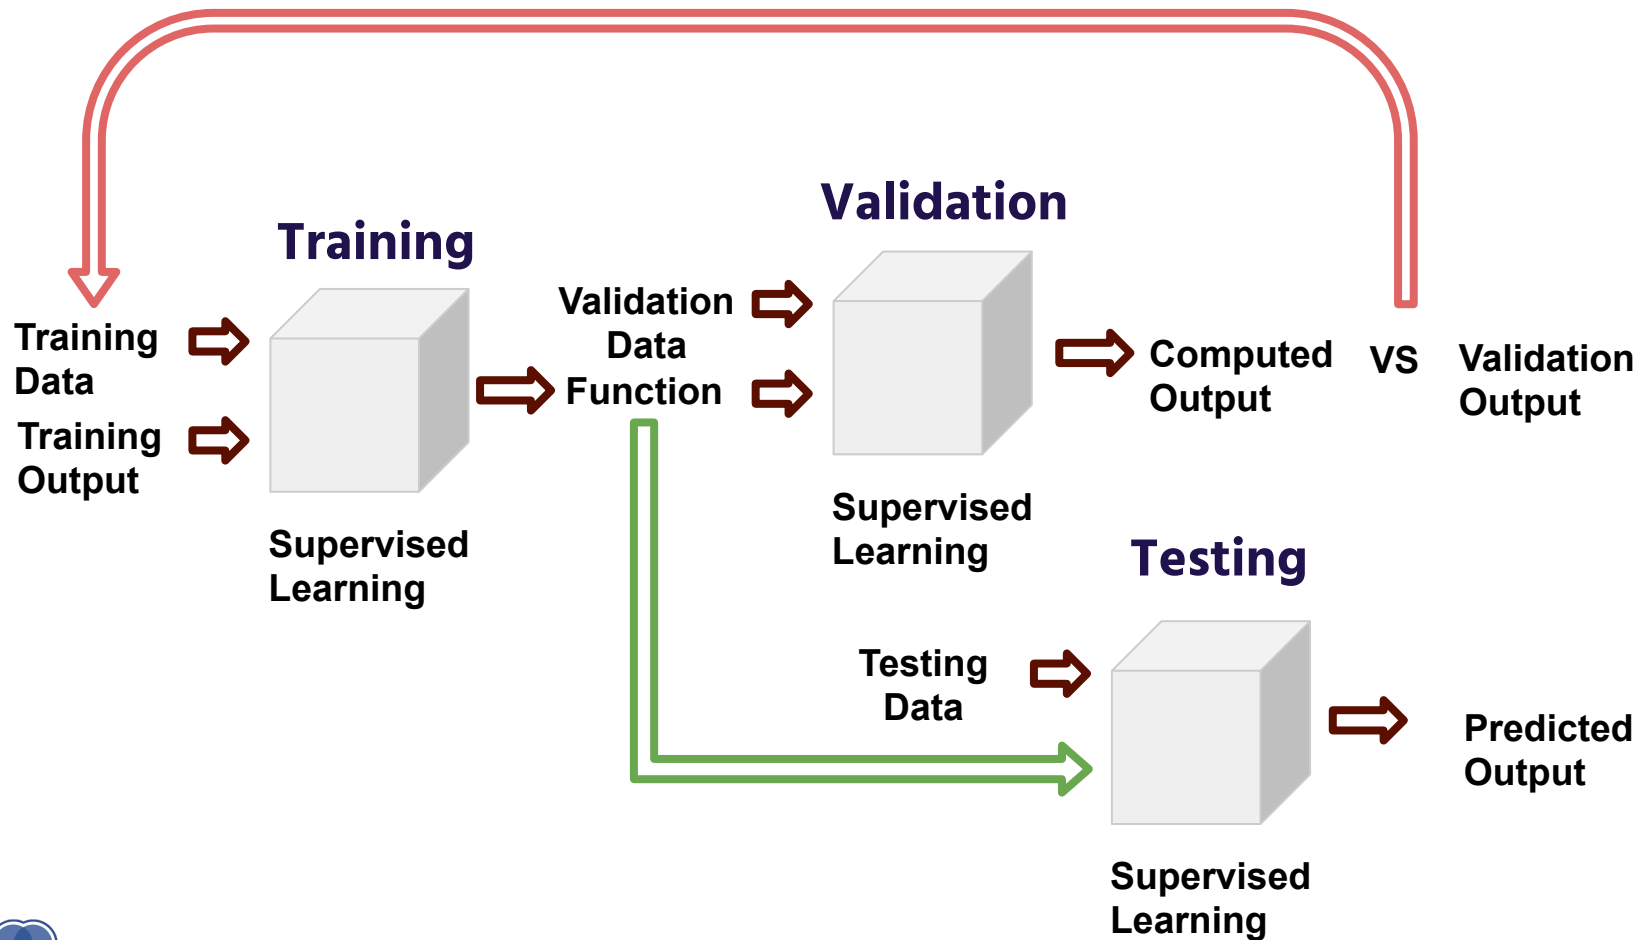 Training
Validation
Training
Data
Training
Output
Supervised
Learning
Validation
Data
Function
Supervised
Learning
Computed
Output
VS
Validation
Output
Testing
Testing
Data
Supervised
Learning
Predicted
Output